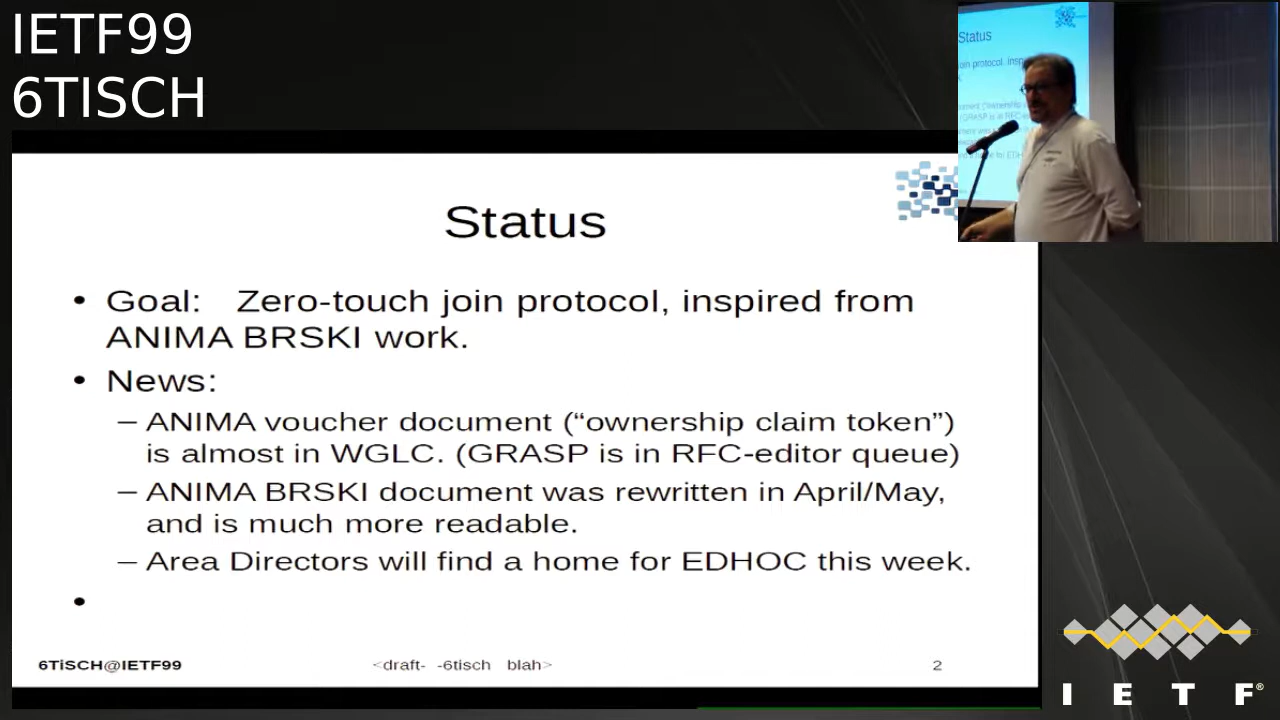 IETF99
6TISCH
Status
• Goal: Zero-touch join protocol, inspired from
ANIMA BRSKI work.
• News:
– ANIMA voucher document (“ownership claim token”)
is almost in WGLC. (GRASP is in RFC-editor queue)
– ANIMA BRSKI document was rewritten in April/May,
and is much more readable.
– Area Directors will find a home for EDHOC this week.
•
6TiSCH@IETF99 <draft- -6tisch blah> 2
Status
I E T F®